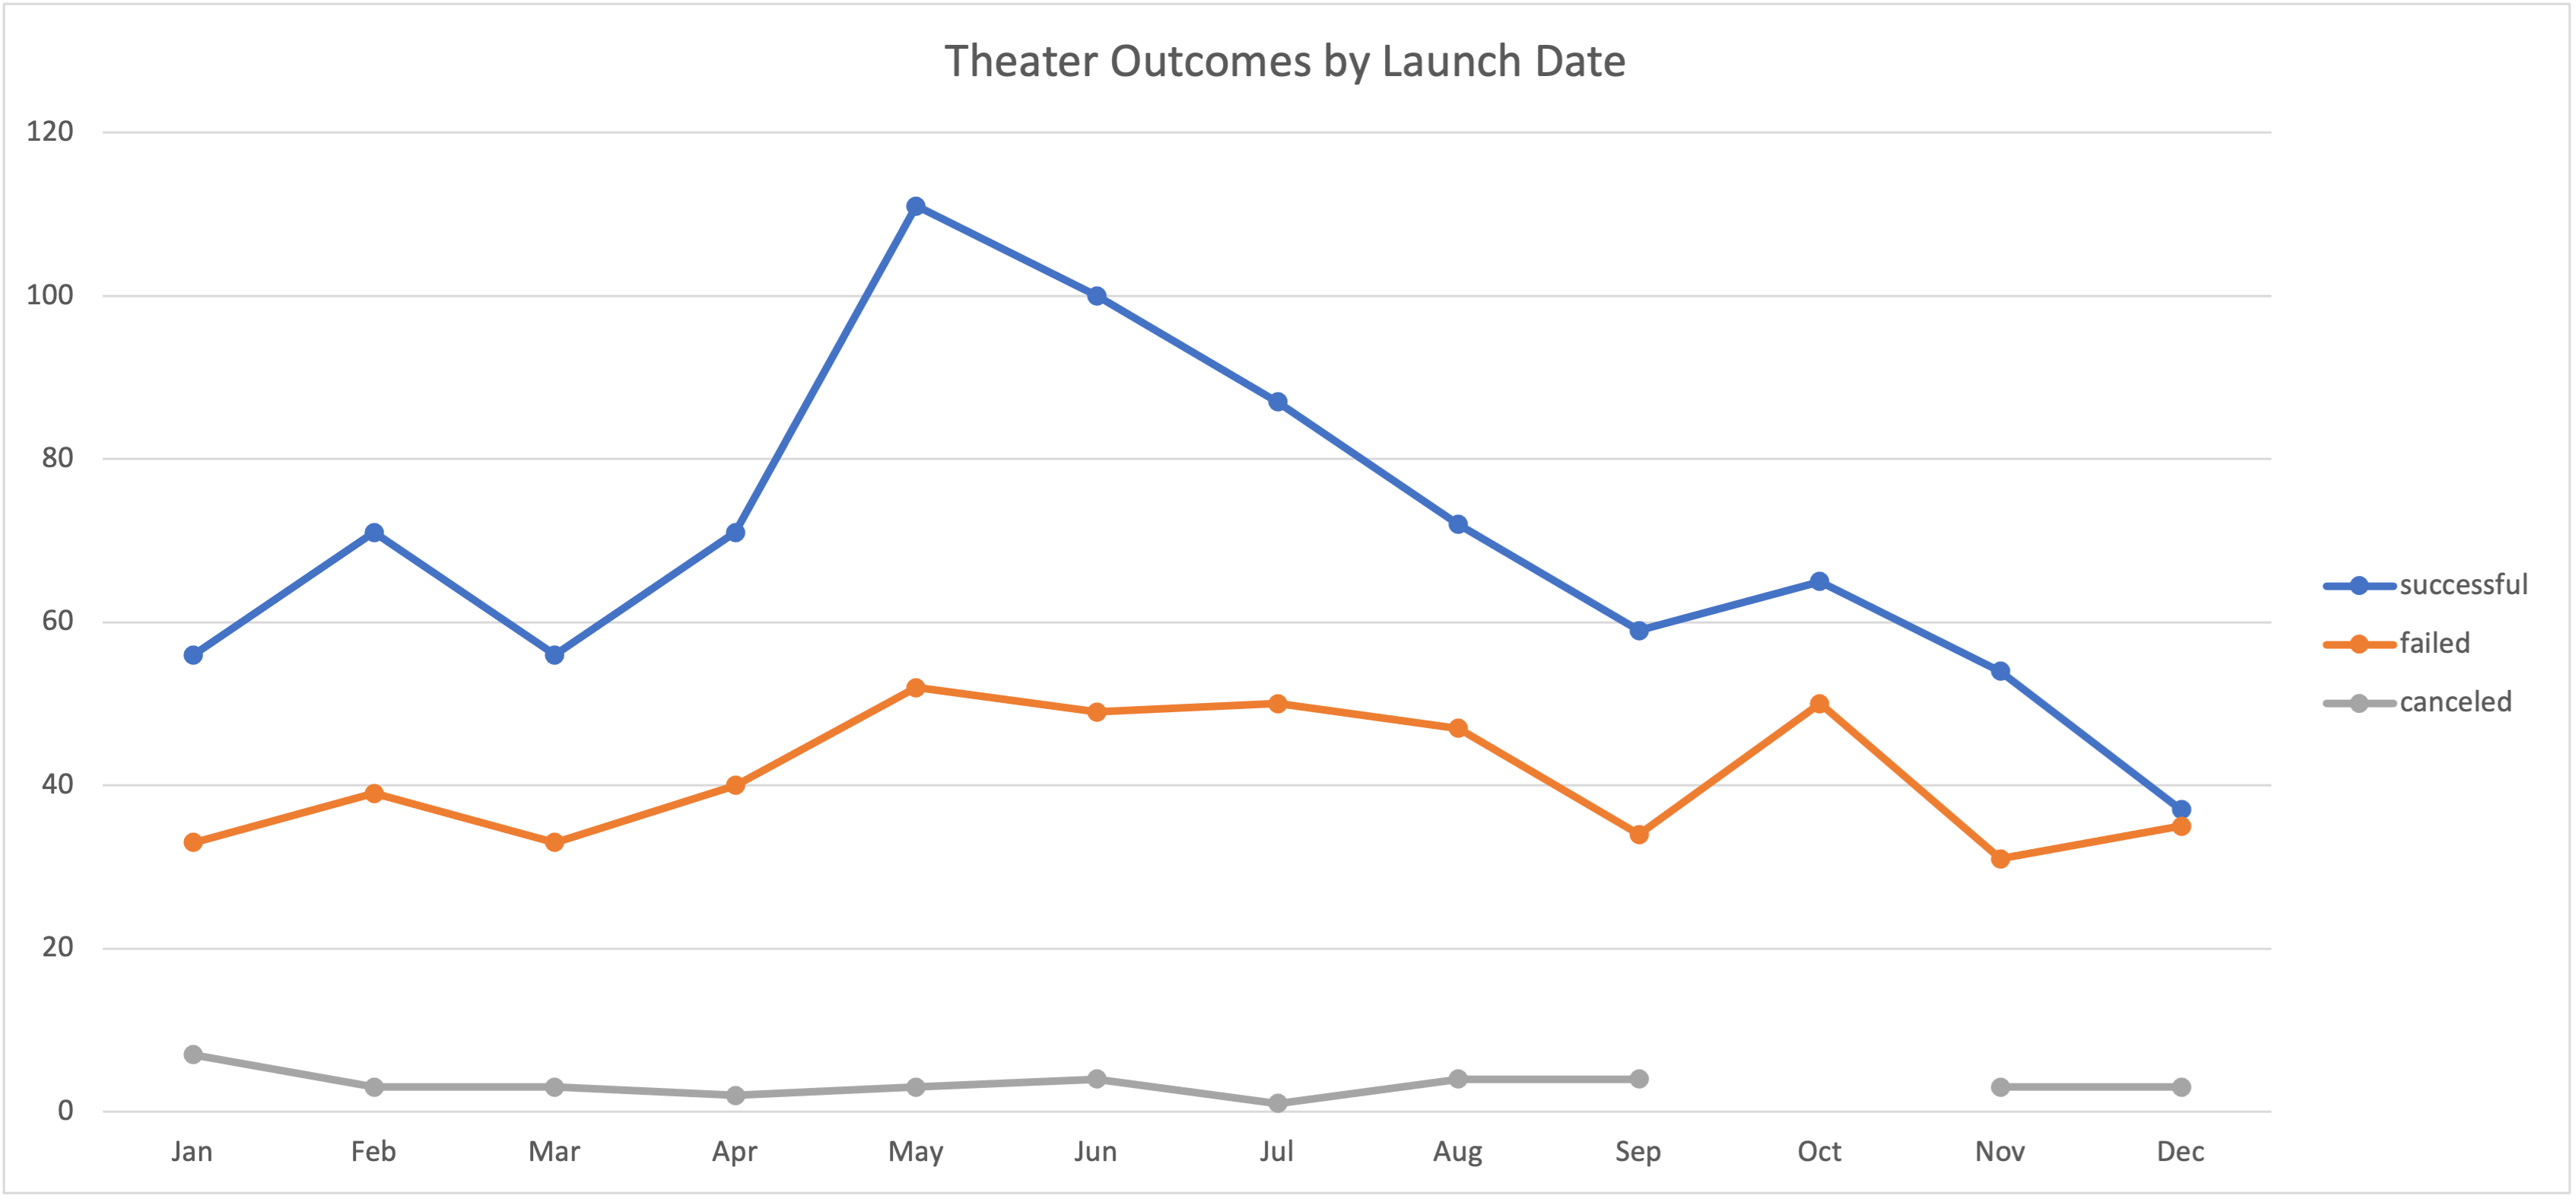 Theater Outcomes by Launch Date
120
100
80
60
40
20
0
Jan Feb Mar Apr May Jun Jul Aug Sep Oct Nov Dec
successful
failed
canceled